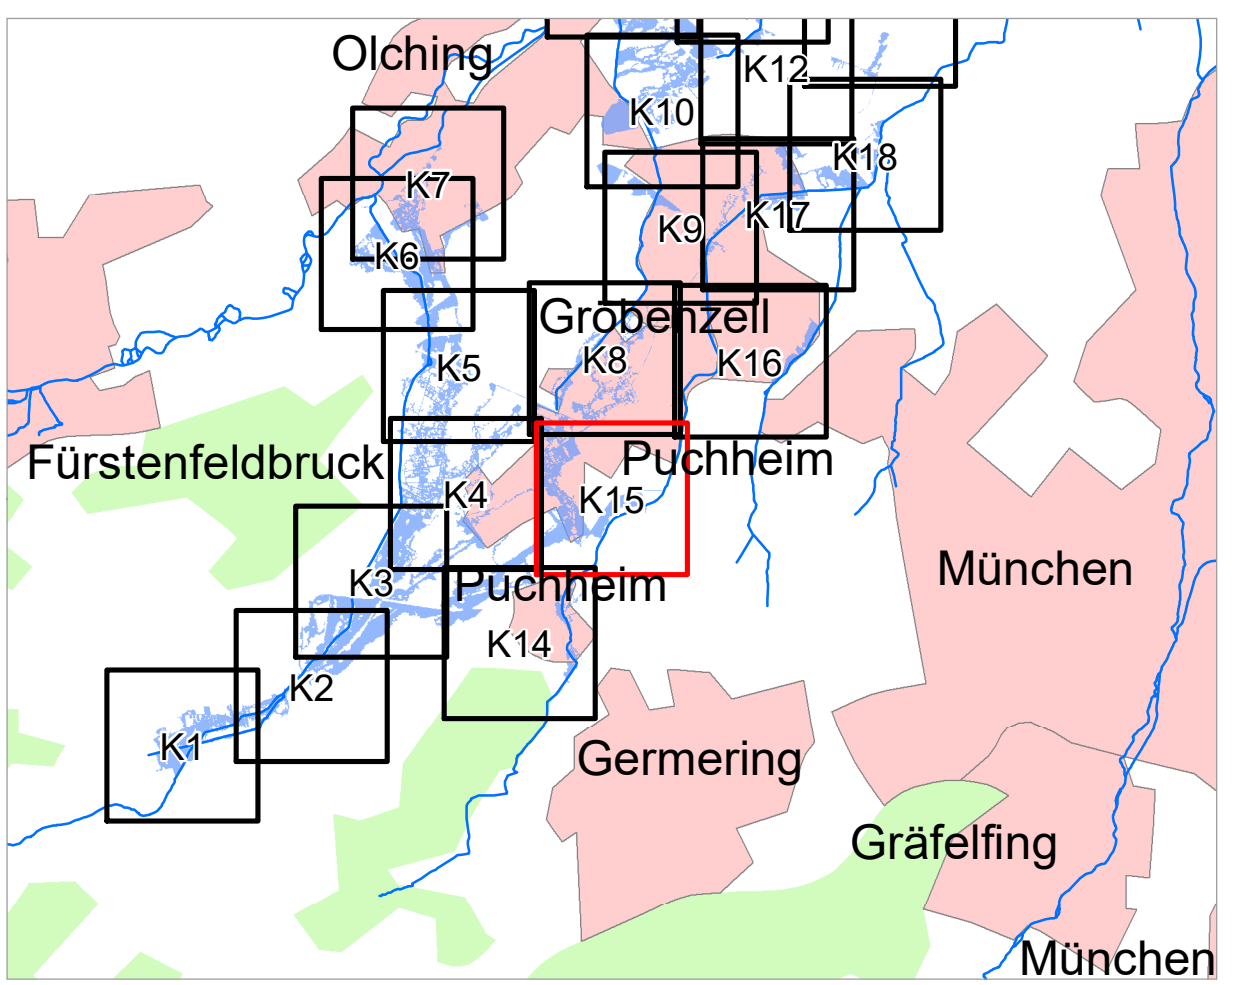 Olching
K12
K10
K18
K7
K17
K9
K6
Gröbenzell
K8
K16
K5
Puchheim
Fürstenfeldbruck
K4
K15
München
K3
Puchheim
K14
K2
K1
Germering
Gräfelfing
München